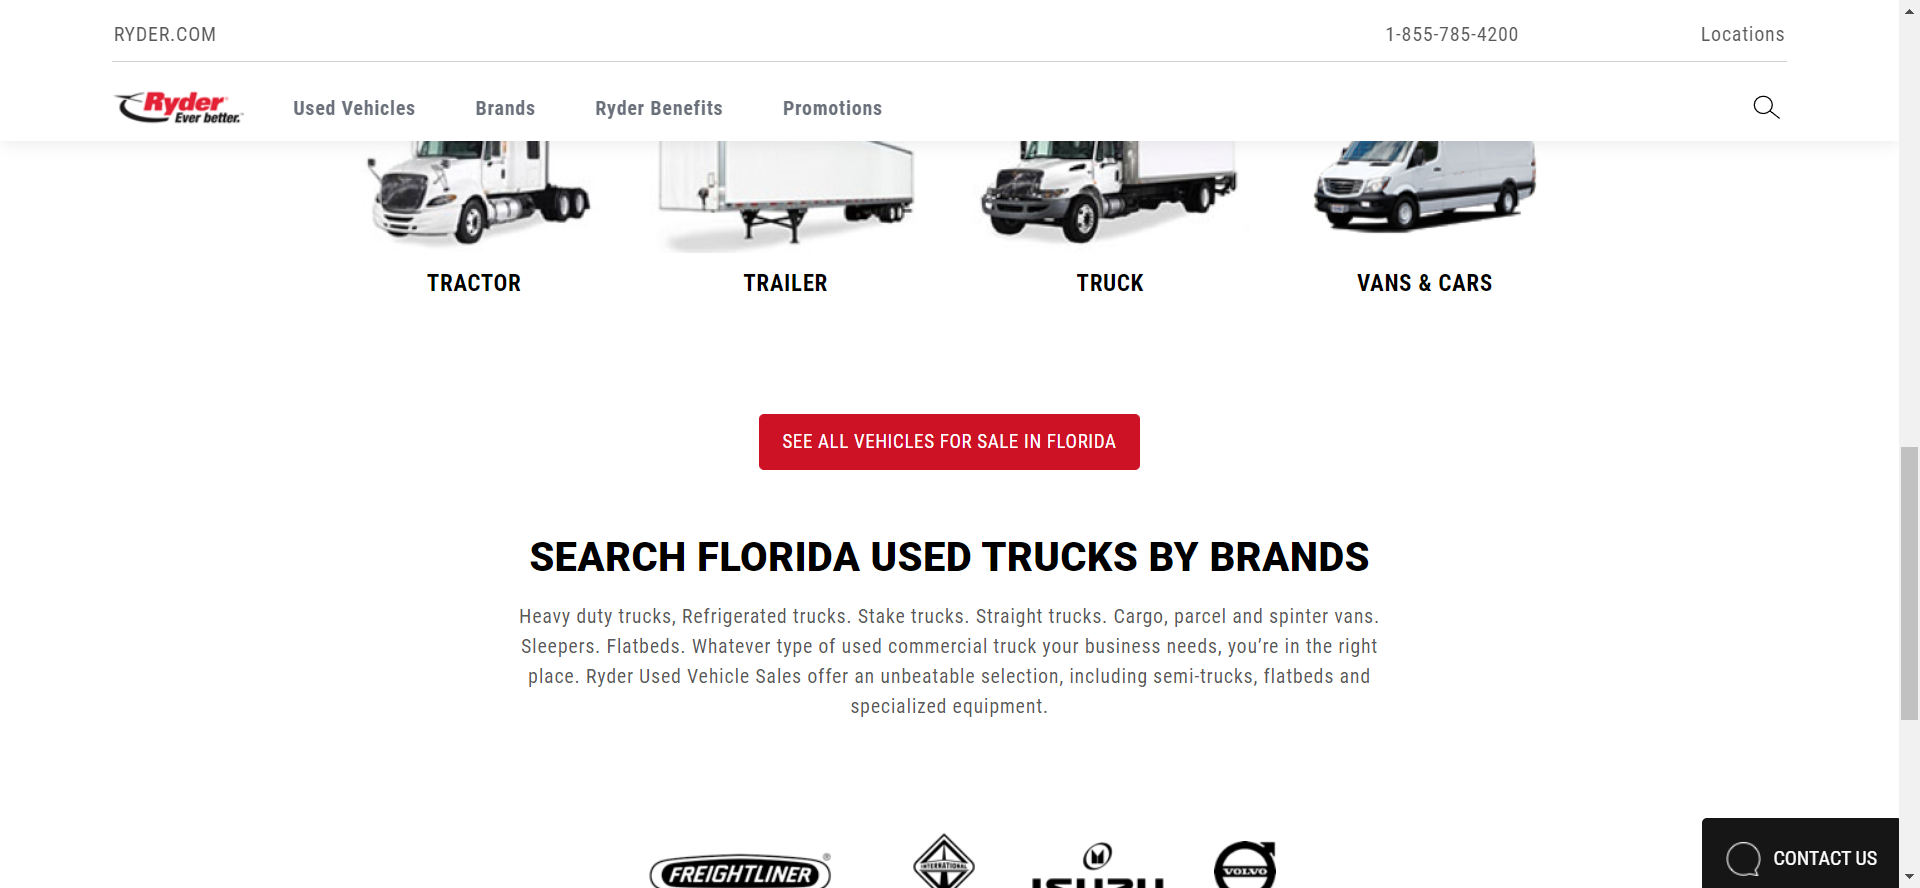 RYDER.COM
1-855-785-4200
Locations
Ryder
Ever better.
Used Vehicles
Brands
Ryder Benefits
Promotions
TRACTOR
TRAILER
TRUCK
VANS & CARS
SEE ALL VEHICLES FOR SALE IN FLORIDA
SEARCH FLORIDA USED TRUCKS BY BRANDS
Heavy duty trucks, Refrigerated trucks. Stake trucks. Straight trucks. Cargo, parcel and spinter vans.
Sleepers. Flatbeds. Whatever type of used commercial truck your business needs, you’re in the right
place. Ryder Used Vehicle Sales offer an unbeatable selection, including semi-trucks, flatbeds and
specialized equipment.
FREIGHTLINER®
INTERNATIONAL
ISUZU
VOLVO
CONTACT US